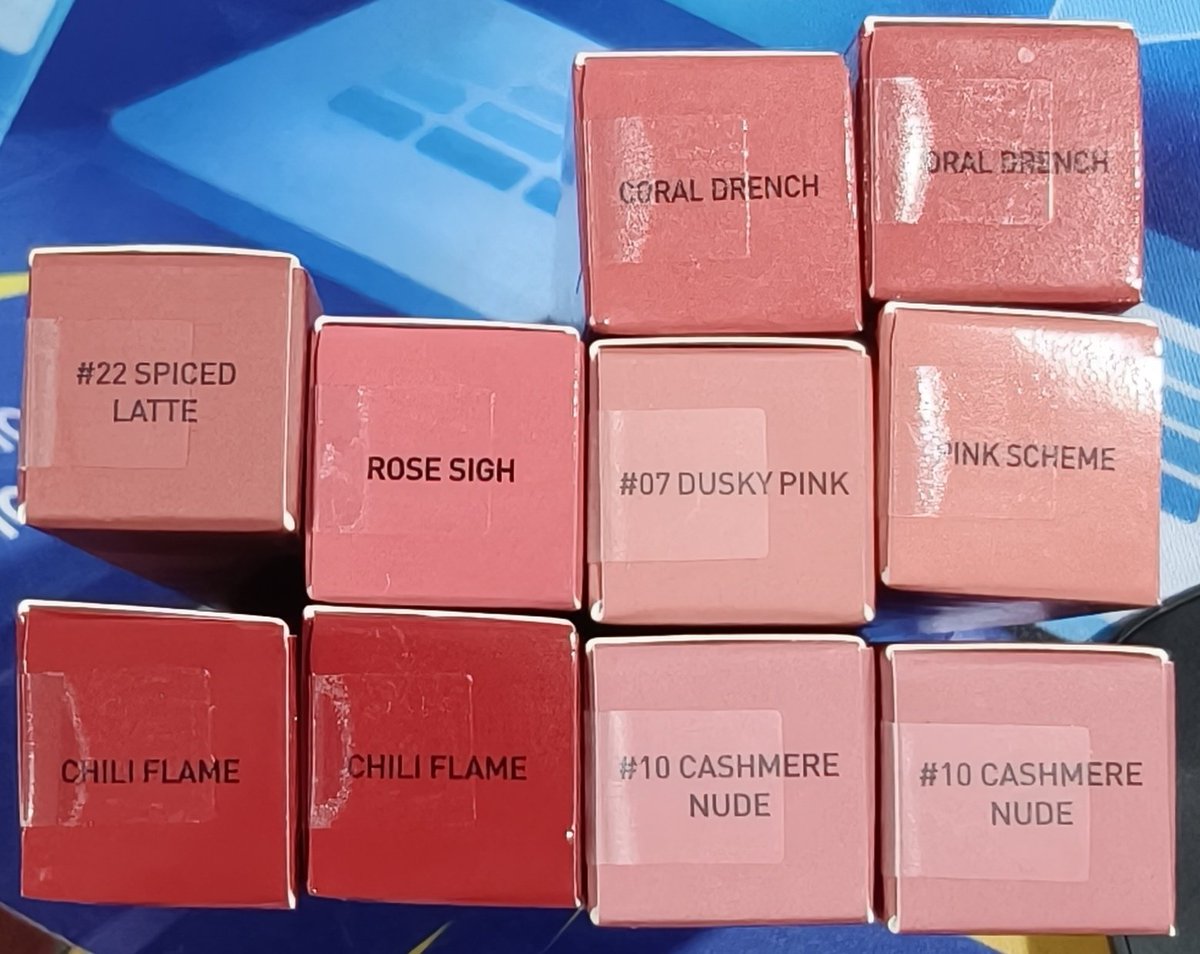 CORAL DRENCH
ORAL DRENCH
#22 SPICED
LATTE
ROSE SIGH
#07 DUSKY PINK
PINK SCHEME
CHILI FLAME
CHILI FLAME
#10 CASHMERE
NUDE
#10 CASHMERE
NUDE